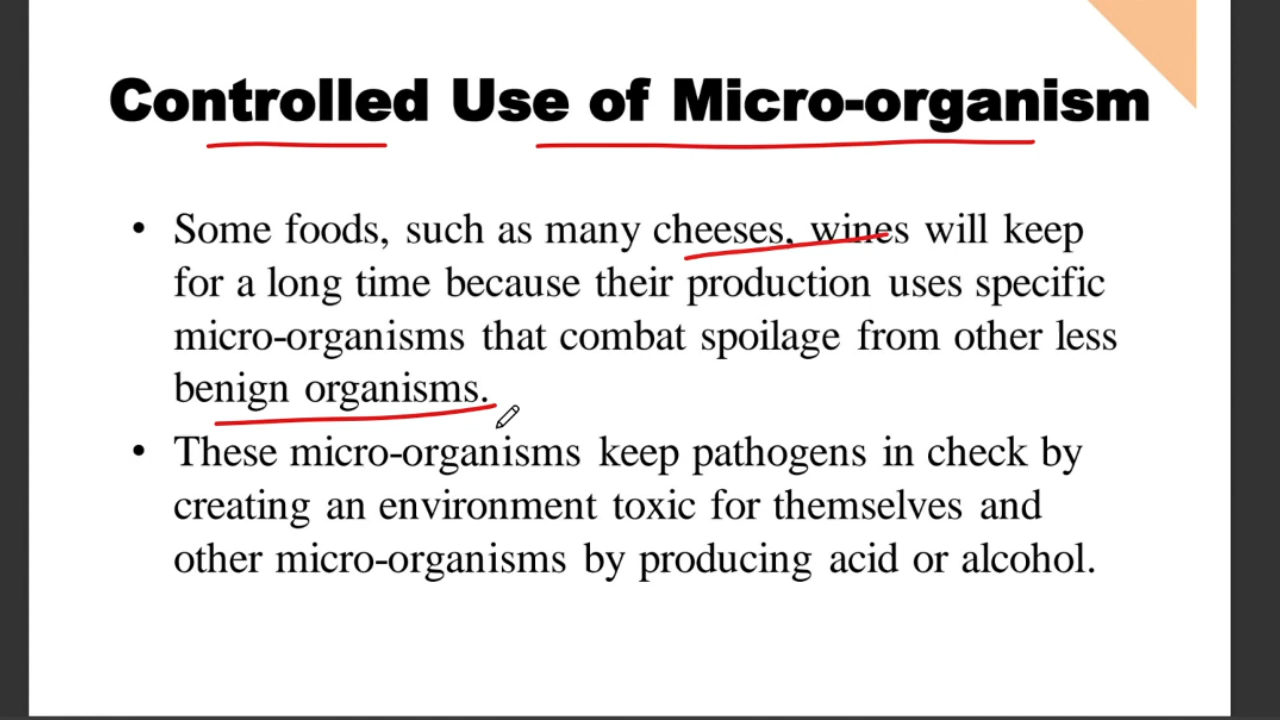 Controlled Use of Micro-organism
• Some foods, such as many cheeses, wines will keep
for a long time because their production uses specific
micro-organisms that combat spoilage from other less
benign organisms.
• These micro-organisms keep pathogens in check by
creating an environment toxic for themselves and
other micro-organisms by producing acid or alcohol.